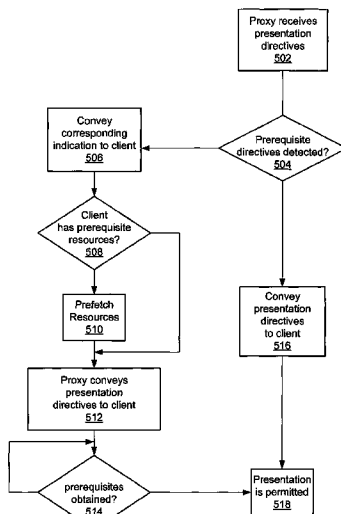 Proxy receives
presentation
directives
502
Prerequisite
directives detected?
504
Convey
corresponding
indication to client
506
Client
has prerequisite
resources?
508
Prefetch
Resources
510
Convey
presentation
directives
to client
516
Proxy conveys
presentation
directives to client
512
prerequisites
obtained?
514
Presentation
is permitted
518